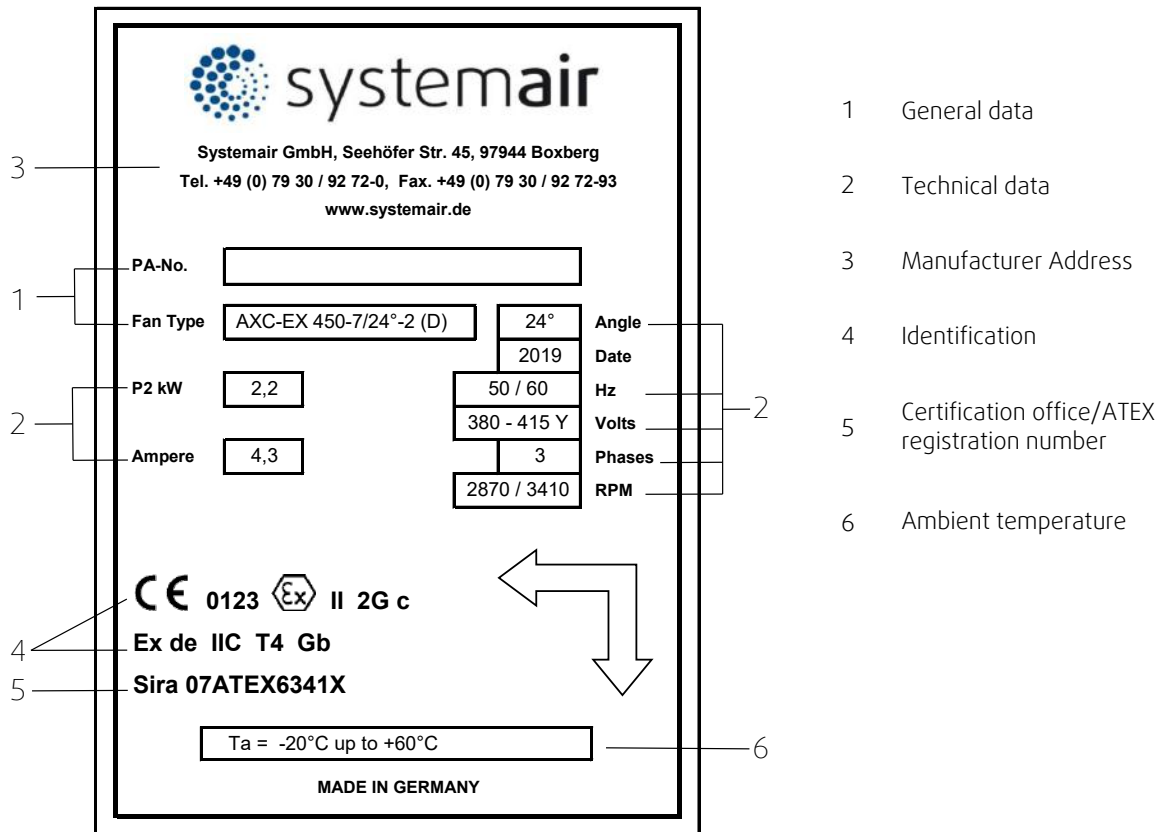 systemair
Systemair GmbH, Seehöfer Str. 45, 97944 Boxberg
Tel. +49 (0) 79 30 / 92 72-0, Fax. +49 (0) 79 30 / 92 72-93
www.systemair.de
3
PA-No.
1
Fan Type AXC-EX 450-7/24°-2 (D) 24° Angle
2019 Date
P2 kW 2,2 50 / 60 Hz
2 380 - 415 Y Volts 2
Ampere 4,3 3 Phases
2870 / 3410 RPM
CE 0123 Ex II 2G c
4 Ex de IIC T4 Gb
5 Sira 07ATEX6341X
Ta = -20°C up to +60°C 6
MADE IN GERMANY
1 General data
2 Technical data
3 Manufacturer Address
4 Identification
5 Certification office/ATEX
registration number
6 Ambient temperature